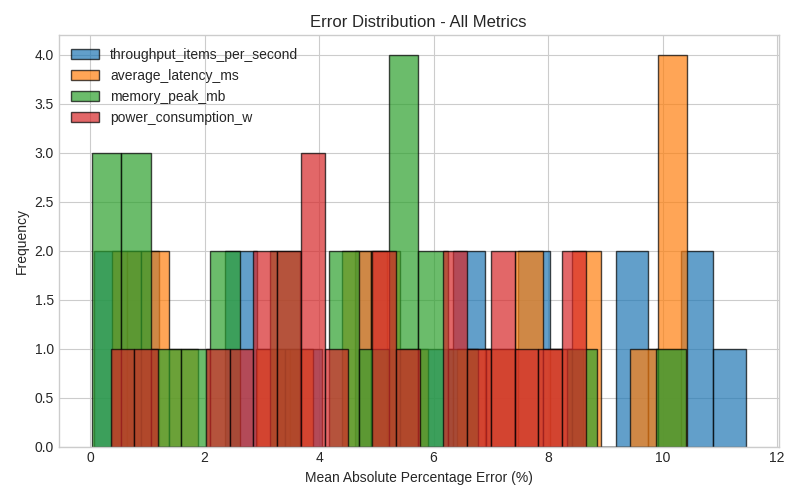 Error Distribution - All Metrics
throughput_items_per_second
average_latency_ms
memory_peak_mb
power_consumption_w
4.0
3.5
3.0
2.5
2.0
1.5
1.0
0.5
0.0
Frequency
0 2 4 6 8 10 12
Mean Absolute Percentage Error (%)